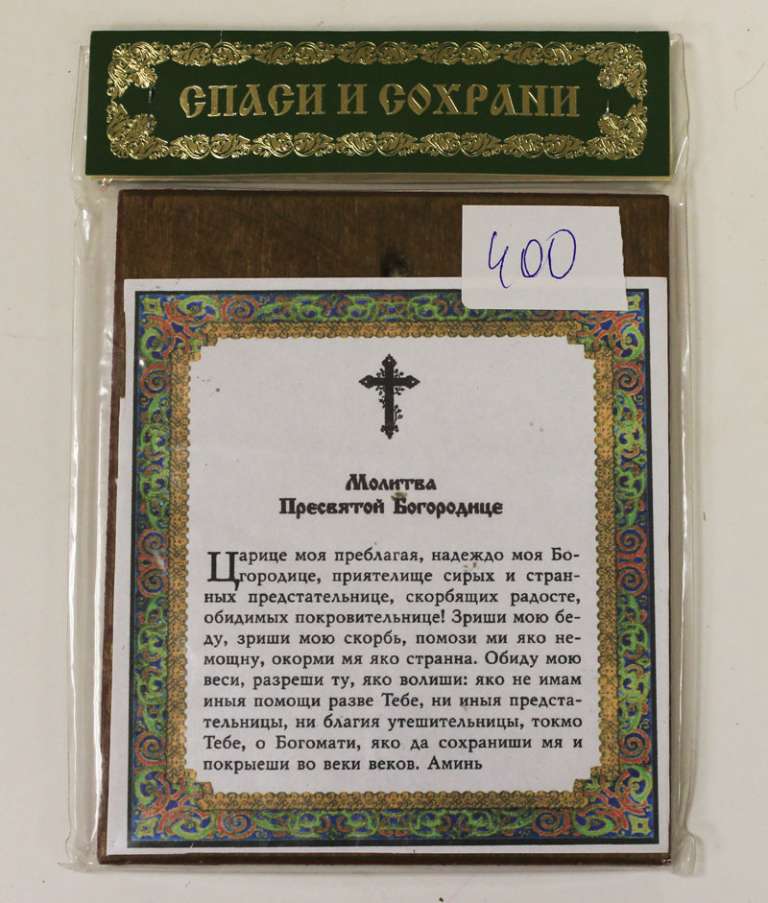 СПАСИ И СОХРАНИ
400
Молитва
Пресвятой Богородице
Царице моя преблагая, надеждо моя Бо-
городице, приятелище сирых и стран-
ных предстательнице, скорбящих радосте,
обидимых покровительнице! Зриши мою бе-
ду, зриши мою скорбь, помози ми яко не-
мощну, окорми мя яко странна. Обиду мою
веси, разреши ту, яко волиши: яко не имам
иныя помощи разве Тебе, ни иныя предста-
тельницы, ни благия утешительницы, токмо
Тебе, о Богомати, яко да сохраниши мя и
покрыеши во веки веков. Аминь